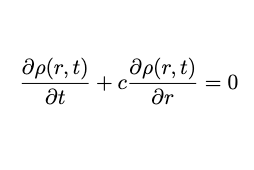 ∂ρ(r, t)/∂t + c ∂ρ(r, t)/∂r = 0